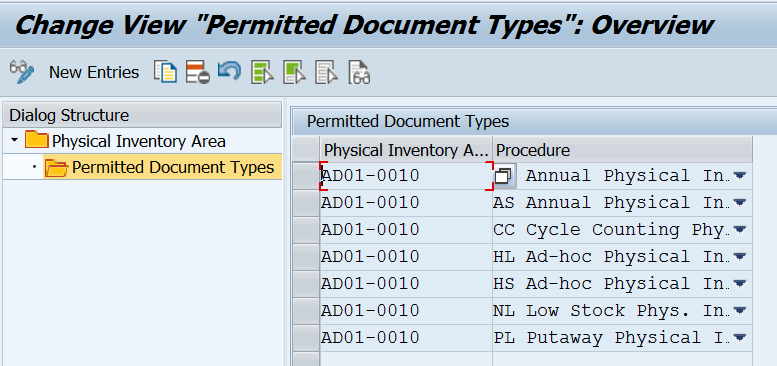 Change View "Permitted Document Types": Overview
New Entries
Dialog Structure
Physical Inventory Area
Permitted Document Types
Permitted Document Types
Physical Inventory A... Procedure
AD01-0010 Annual Physical In…
AD01-0010 AS Annual Physical In…
AD01-0010 CC Cycle Counting Phy…
AD01-0010 HL Ad-hoc Physical In…
AD01-0010 HS Ad-hoc Physical In…
AD01-0010 NL Low Stock Phys. In…
AD01-0010 PL Putaway Physical I…